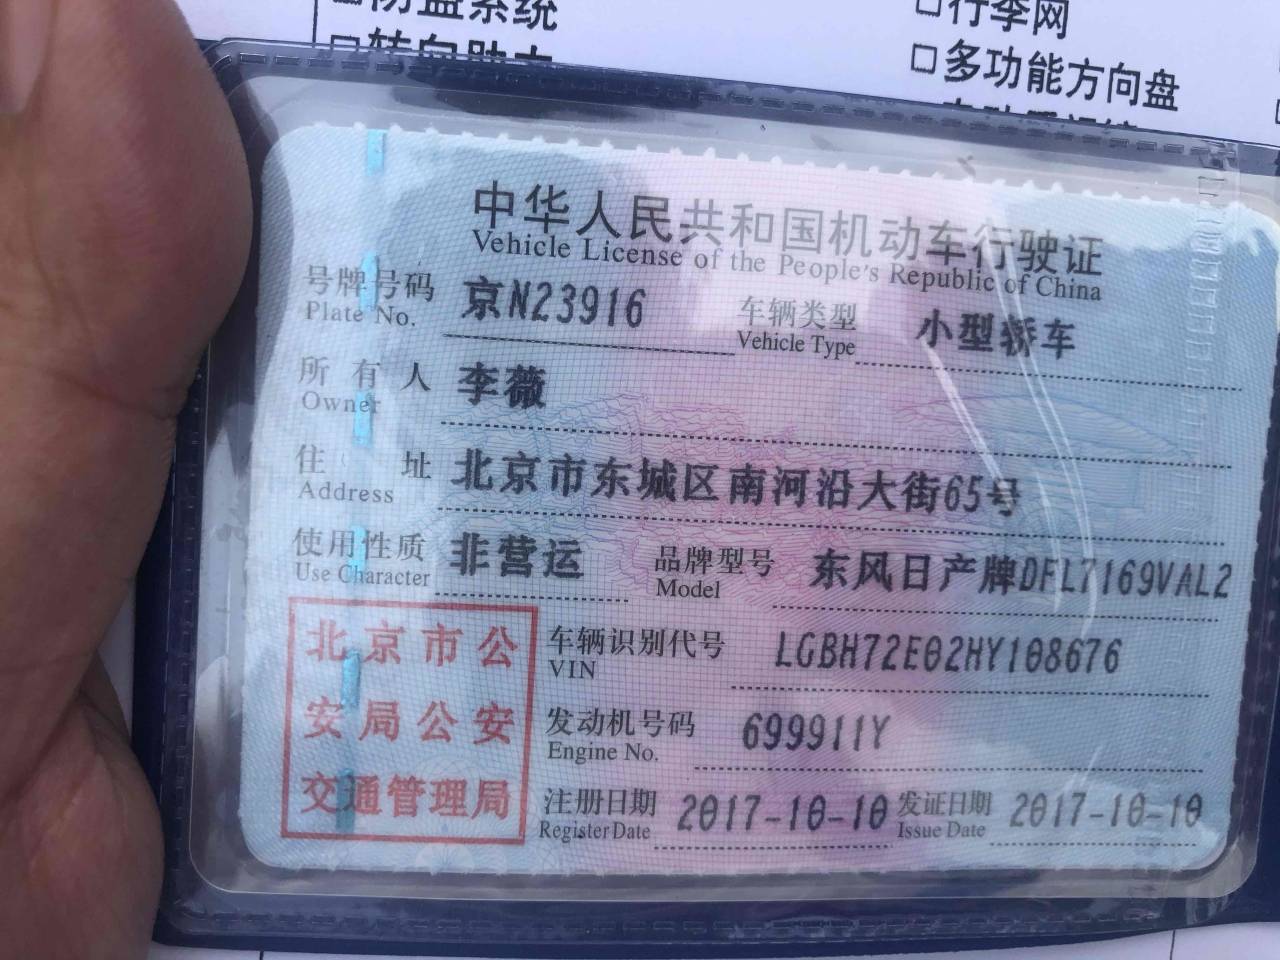 防盗系统
行李网
转向助力
多功能方向盘
中华人民共和国机动车行驶证
Vehicle License of the People's Republic of China
号牌号码 京N23916 车辆类型 小型轿车
Plate No. Vehicle Type
所有人 李薇
Owner
住址 北京市东城区南河沿大街65号
Address
使用性质 非营运 品牌型号 东风日产牌DFL7169VAL2
Use Character Model
北京市公
安局公安
交通管理局
车辆识别代号 LGBH72E02HY108676
VIN
发动机号码 699911Y
Engine No.
注册日期 2017-10-10 发证日期 2017-10-10
Register Date Issue Date